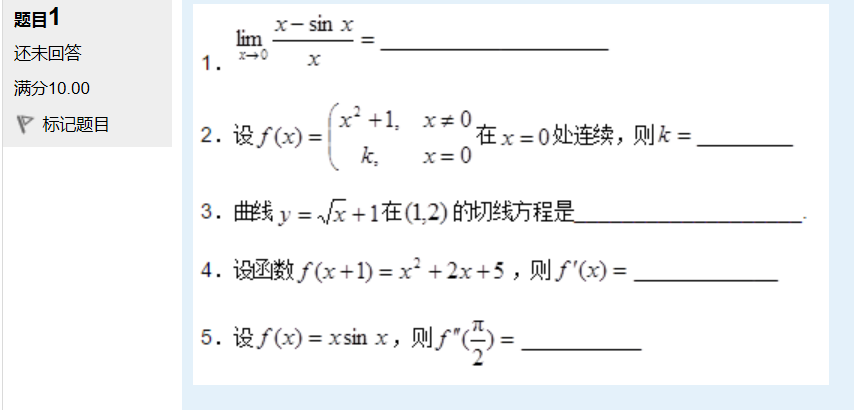 题目1
还未回答
满分10.00
标记题目
1. lim x→0 (x − sin x)/x = ____________
2. 设 f(x) = { x² + 1, x ≠ 0; k, x = 0 在 x = 0 处连续，则 k = ________
3. 曲线 y = √x + 1 在 (1,2) 的切线方程是____________.
4. 设函数 f(x+1) = x² + 2x + 5，则 f′(x) = ________
5. 设 f(x) = x sin x，则 f″(π/2) = ________